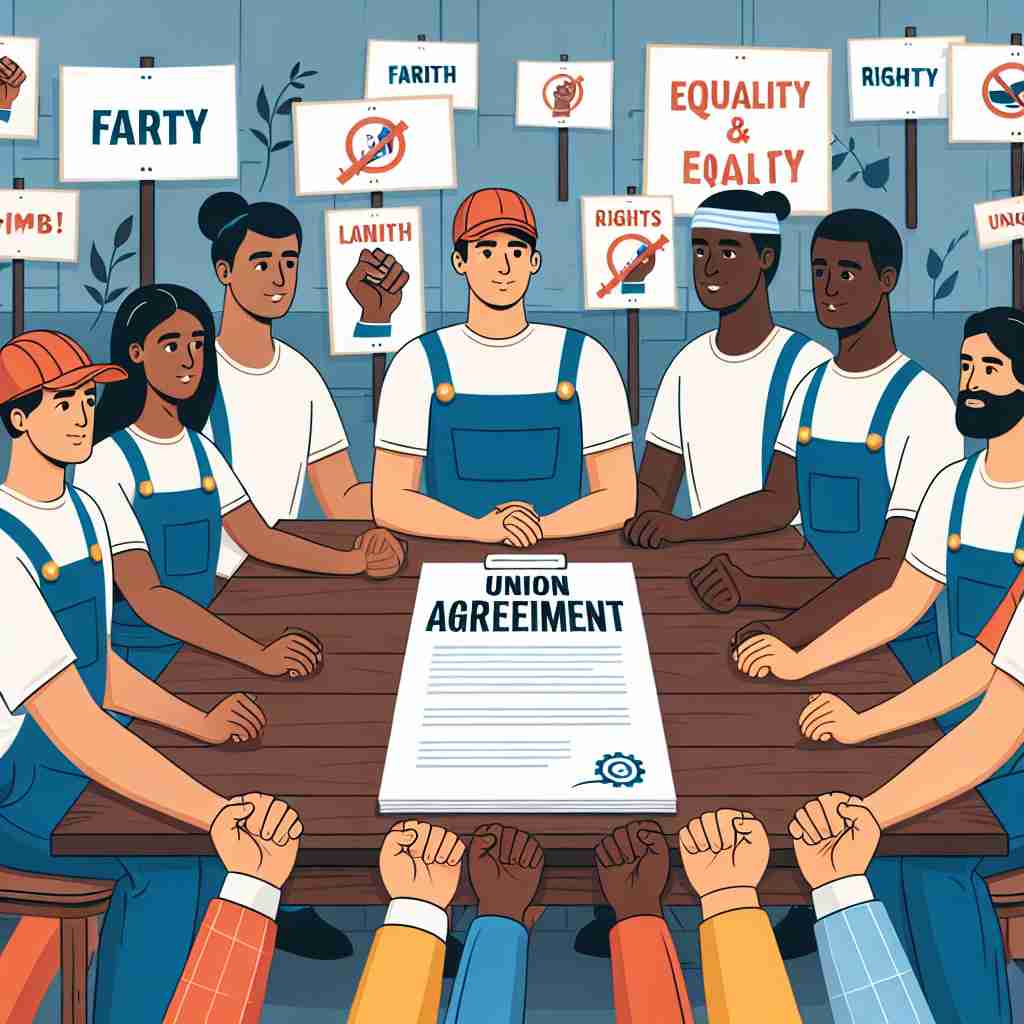 FARTY
FARITH
EQUALITY
&
EQALTY
RIGHTY
LANITH
RIGHTS
UNION
AGREEIMENT